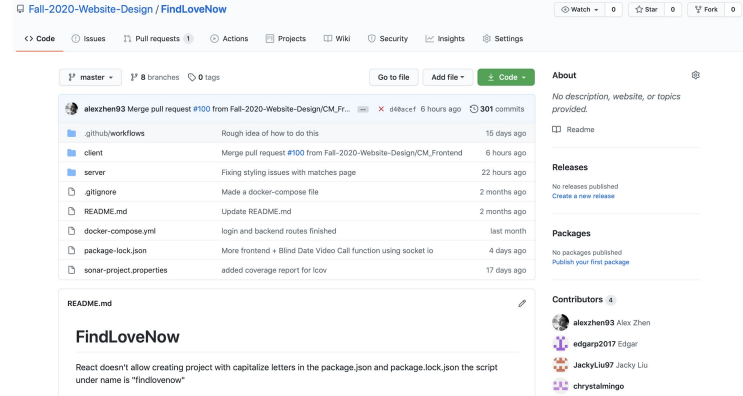 Fall-2020-Website-Design / FindLoveNow
Watch 0 Star 0 Fork 0
Code Issues Pull requests 1 Actions Projects Wiki Security Insights Settings
master 8 branches 0 tags Go to file Add file Code
alexzhen93 Merge pull request #100 from Fall-2020-Website-Design/CM_Fr... d40acef 6 hours ago 301 commits
.github/workflows Rough idea of how to do this 15 days ago
client Merge pull request #100 from Fall-2020-Website-Design/CM_Frontend 6 hours ago
server Fixing styling issues with matches page 22 hours ago
.gitignore Made a docker-compose file 2 months ago
README.md Update README.md 2 months ago
docker-compose.yml login and backend routes finished last month
package-lock.json More frontend + Blind Date Video Call function using socket io 4 days ago
sonar-project.properties added coverage report for lcov 17 days ago
README.md
FindLoveNow
React doesn't allow creating project with capitalize letters in the package.json and package.lock.json the script
under name is "findlovenow"
About
No description, website, or topics
provided.
Readme
Releases
No releases published
Create a new release
Packages
No packages published
Publish your first package
Contributors 4
alexzhen93 Alex Zhen
edgarp2017 Edgar
JackyLiu97 Jacky Liu
chrystalmingo